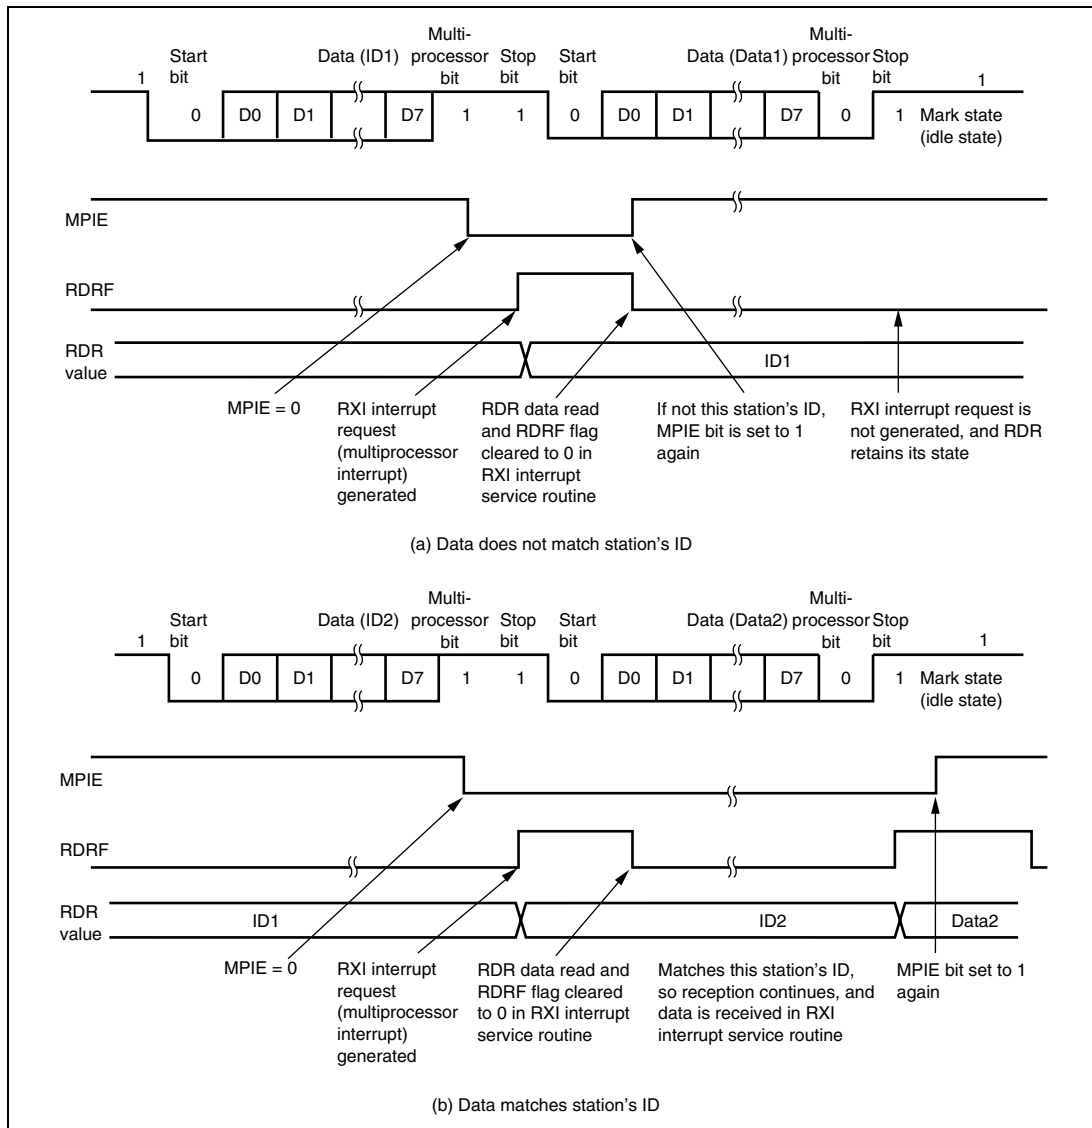 Multi-
Start Data (ID1) processor Stop Start Data (Data1) processor Stop
1 bit bit bit bit bit bit 1
0 D0 D1 D7 1 1 0 D0 D1 D7 0 1 Mark state
(idle state)
MPIE
RDRF
RDR
value
ID1
MPIE = 0
RXI interrupt
request
(multiprocessor
interrupt)
generated
RDR data read
and RDRF flag
cleared to 0 in
RXI interrupt
service routine
If not this station's ID,
MPIE bit is set to 1
again
RXI interrupt request is
not generated, and RDR
retains its state
(a) Data does not match station's ID
Multi- Multi-
Start Data (ID2) processor Stop Start Data (Data2) processor Stop
1 bit bit bit bit bit bit 1
0 D0 D1 D7 1 1 0 D0 D1 D7 0 1 Mark state
(idle state)
MPIE
RDRF
RDR
value
ID1 ID2 Data2
MPIE = 0
RXI interrupt
request
(multiprocessor
interrupt)
generated
RDR data read and
RDRF flag cleared
to 0 in RXI interrupt
service routine
Matches this station's ID,
so reception continues, and
data is received in RXI
interrupt service routine
MPIE bit set to 1
again
(b) Data matches station's ID